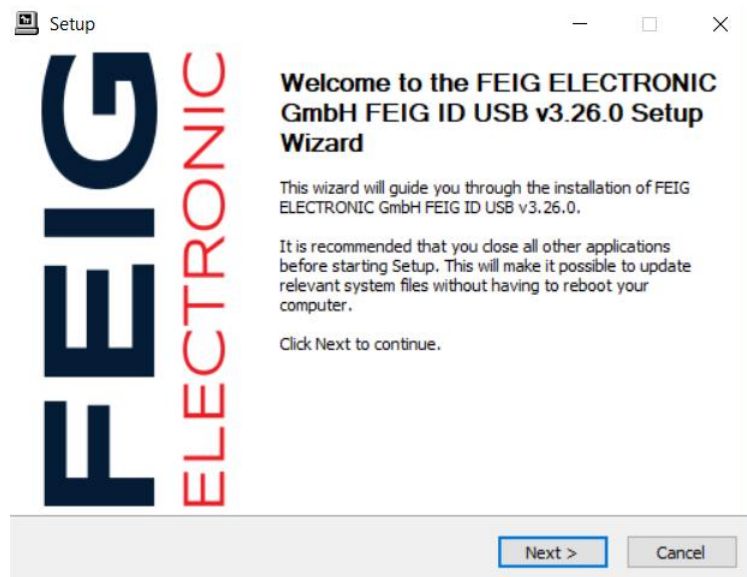 Setup
FEIG
ELECTRONIC
Welcome to the FEIG ELECTRONIC
GmbH FEIG ID USB v3.26.0 Setup
Wizard
This wizard will guide you through the installation of FEIG
ELECTRONIC GmbH FEIG ID USB v3.26.0.
It is recommended that you close all other applications
before starting Setup. This will make it possible to update
relevant system files without having to reboot your
computer.
Click Next to continue.
Next >
Cancel